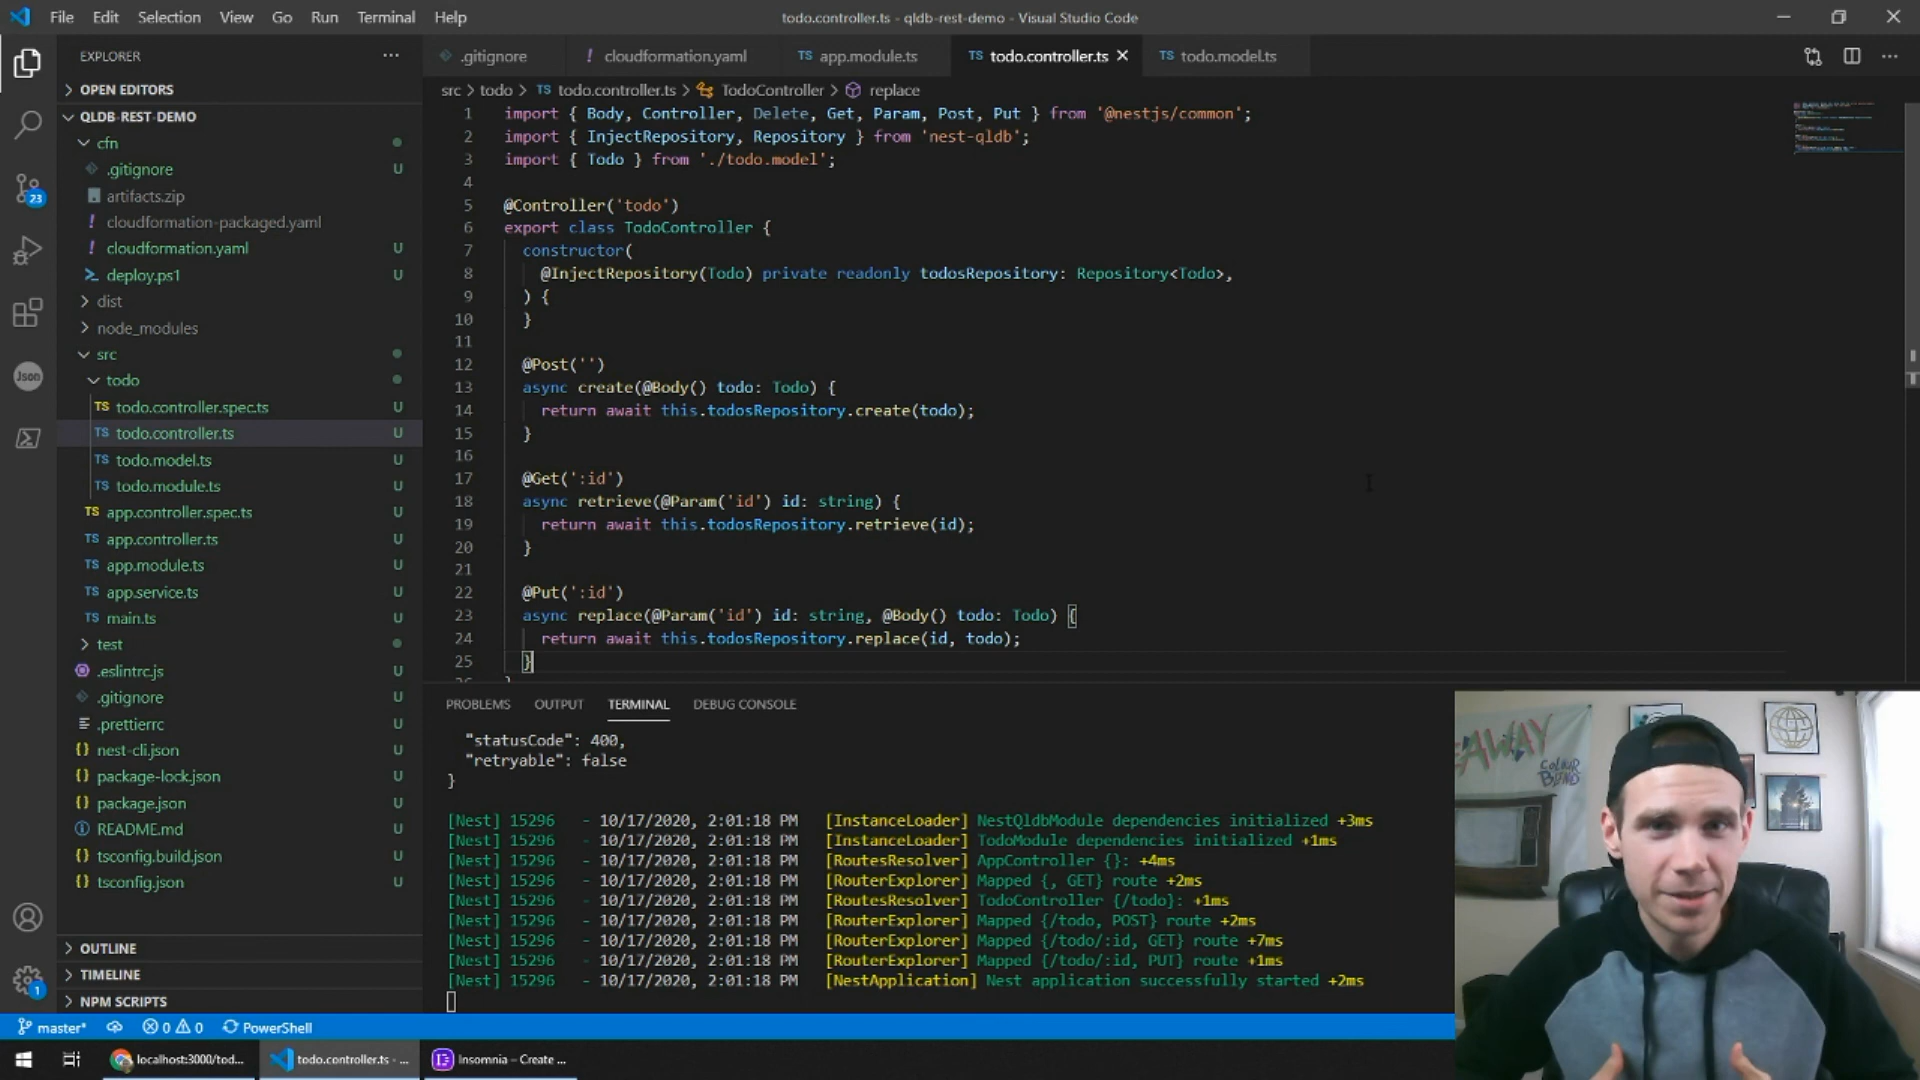 File Edit Selection View Go Run Terminal Help
todo.controller.ts - qldb-rest-demo - Visual Studio Code
EXPLORER
OPEN EDITORS
QLDB-REST-DEMO
cfn
.gitignore U
artifacts.zip
cloudformation-packaged.yaml
cloudformation.yaml U
deploy.ps1 U
dist
node_modules
src
todo
TS todo.controller.spec.ts U
TS todo.controller.ts U
TS todo.model.ts U
TS todo.module.ts U
TS app.controller.spec.ts U
TS app.controller.ts U
TS app.module.ts U
TS app.service.ts U
TS main.ts U
test
.eslintrc.js U
.gitignore U
.prettierrc U
{} nest-cli.json U
{} package-lock.json U
{} package.json U
README.md U
{} tsconfig.build.json U
{} tsconfig.json U
OUTLINE
TIMELINE
NPM SCRIPTS
23
Json
1
.gitignore ! cloudformation.yaml TS app.module.ts TS todo.controller.ts TS todo.model.ts
src > todo > TS todo.controller.ts > TodoController > replace
1 import { Body, Controller, Delete, Get, Param, Post, Put } from '@nestjs/common';
2 import { InjectRepository, Repository } from 'nest-qldb';
3 import { Todo } from './todo.model';
4
5 @Controller('todo')
6 export class TodoController {
7 constructor(
8 @InjectRepository(Todo) private readonly todosRepository: Repository<Todo>,
9 ) {
10 }
11
12 @Post('')
13 async create(@Body() todo: Todo) {
14 return await this.todosRepository.create(todo);
15 }
16
17 @Get(':id')
18 async retrieve(@Param('id') id: string) {
19 return await this.todosRepository.retrieve(id);
20 }
21
22 @Put(':id')
23 async replace(@Param('id') id: string, @Body() todo: Todo) {
24 return await this.todosRepository.replace(id, todo);
25 }
PROBLEMS OUTPUT TERMINAL DEBUG CONSOLE
"statusCode": 400,
"retryable": false
}
[Nest] 15296 - 10/17/2020, 2:01:18 PM [InstanceLoader] NestQldbModule dependencies initialized +3ms
[Nest] 15296 - 10/17/2020, 2:01:18 PM [InstanceLoader] TodoModule dependencies initialized +1ms
[Nest] 15296 - 10/17/2020, 2:01:18 PM [RoutesResolver] AppController {}: +4ms
[Nest] 15296 - 10/17/2020, 2:01:18 PM [RouterExplorer] Mapped {, GET} route +2ms
[Nest] 15296 - 10/17/2020, 2:01:18 PM [RoutesResolver] TodoController {/todo}: +1ms
[Nest] 15296 - 10/17/2020, 2:01:18 PM [RouterExplorer] Mapped {/todo, POST} route +2ms
[Nest] 15296 - 10/17/2020, 2:01:18 PM [RouterExplorer] Mapped {/todo/:id, GET} route +7ms
[Nest] 15296 - 10/17/2020, 2:01:18 PM [RouterExplorer] Mapped {/todo/:id, PUT} route +1ms
[Nest] 15296 - 10/17/2020, 2:01:18 PM [NestApplication] Nest application successfully started +2ms
AWAY
COLOUR
master* 0 0 PowerShell
localhost:3000/tod... todo.controller.ts - ... Insomnia – Create ...